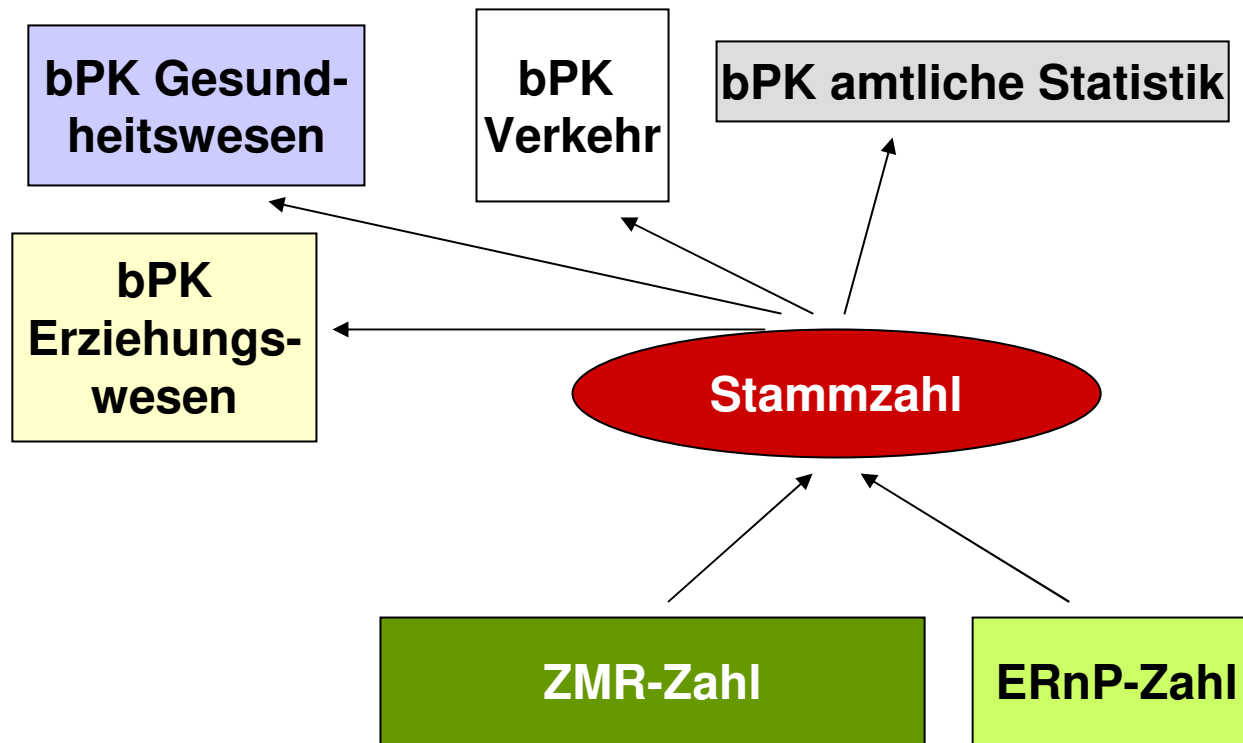 bPK Gesund-
heitswesen
bPK
Verkehr
bPK amtliche Statistik
bPK
Erziehungs-
wesen
Stammzahl
ZMR-Zahl
ERnP-Zahl